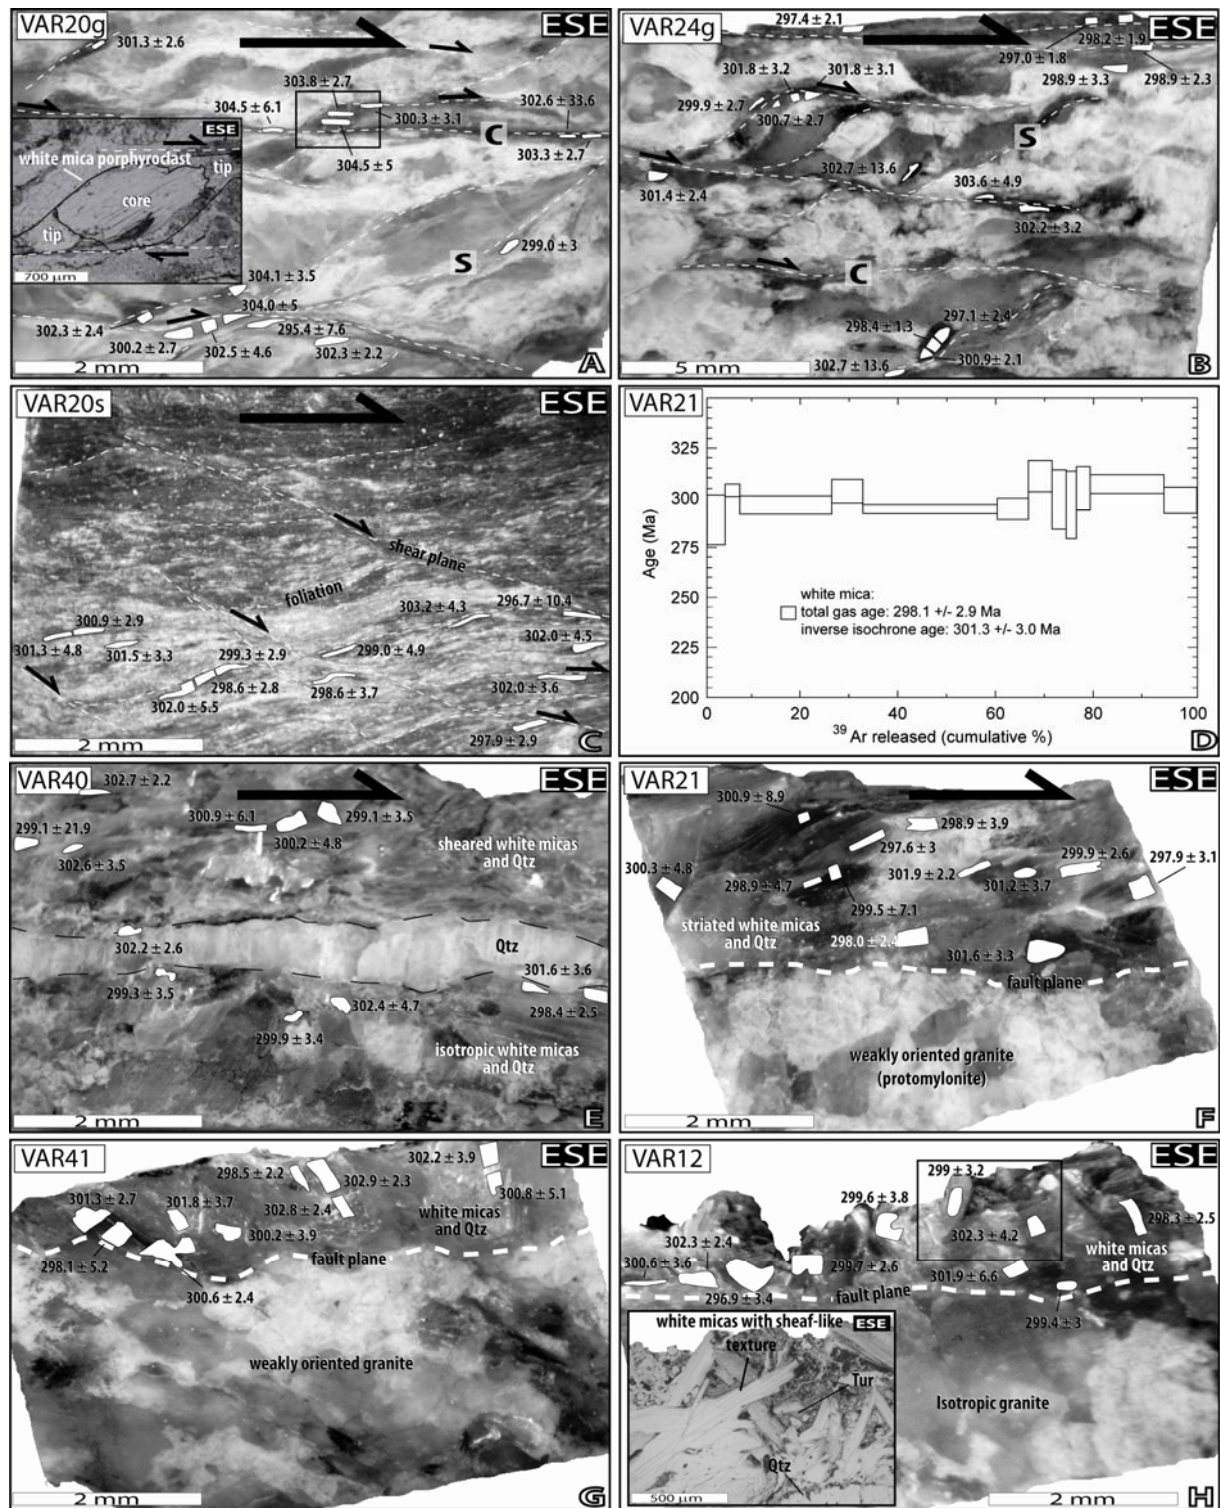 VAR20g
ESE
301.3 ± 2.6
303.8 ± 2.7
304.5 ± 6.1
302.6 ± 33.6
300.3 ± 3.1
C
303.3 ± 2.7
304.5 ± 5
ESE
white mica porphyroclast
tip
core
tip
700 µm
299.0 ± 3
S
304.1 ± 3.5
304.0 ± 5
302.3 ± 2.4
295.4 ± 7.6
300.2 ± 2.7
302.5 ± 4.6
302.3 ± 2.2
2 mm
A
VAR24g
297.4 ± 2.1
ESE
298.2 ± 1.9
297.0 ± 1.8
301.8 ± 3.2
301.8 ± 3.1
298.9 ± 3.3
298.9 ± 2.3
299.9 ± 2.7
300.7 ± 2.7
S
302.7 ± 13.6
303.6 ± 4.9
301.4 ± 2.4
302.2 ± 3.2
C
297.1 ± 2.4
298.4 ± 1.3
300.9 ± 2.1
302.7 ± 13.6
5 mm
B
VAR20s
ESE
shear plane
foliation
303.2 ± 4.3
296.7 ± 10.4
300.9 ± 2.9
301.3 ± 4.8
301.5 ± 3.3
299.3 ± 2.9
299.0 ± 4.9
302.0 ± 4.5
298.6 ± 2.8
298.6 ± 3.7
302.0 ± 3.6
302.0 ± 5.5
297.9 ± 2.9
2 mm
C
VAR21
325
300
275
250
225
200
Age (Ma)
white mica:
total gas age: 298.1 +/- 2.9 Ma
inverse isochrone age: 301.3 +/- 3.0 Ma
0 20 40 60 80 100
39 Ar released (cumulative %)
D
VAR40
302.7 ± 2.2
ESE
299.1 ± 21.9
300.9 ± 6.1
299.1 ± 3.5
300.2 ± 4.8
302.6 ± 3.5
sheared white micas
and Qtz
302.2 ± 2.6
Qtz
299.3 ± 3.5
301.6 ± 3.6
302.4 ± 4.7
298.4 ± 2.5
299.9 ± 3.4
isotropic white micas
and Qtz
2 mm
E
VAR21
ESE
300.9 ± 8.9
298.9 ± 3.9
297.6 ± 3
300.3 ± 4.8
299.9 ± 2.6
297.9 ± 3.1
298.9 ± 4.7
301.9 ± 2.2
301.2 ± 3.7
299.5 ± 7.1
striated white micas
and Qtz
298.0 ± 2.4
301.6 ± 3.3
fault plane
weakly oriented granite
(protomylonite)
2 mm
F
VAR41
ESE
298.5 ± 2.2
302.2 ± 3.9
302.9 ± 2.3
301.3 ± 2.7
301.8 ± 3.7
300.8 ± 5.1
302.8 ± 2.4
white micas
and Qtz
300.2 ± 3.9
fault plane
298.1 ± 5.2
300.6 ± 2.4
weakly oriented granite
2 mm
G
VAR12
ESE
299 ± 3.2
299.6 ± 3.8
298.3 ± 2.5
302.3 ± 4.2
302.3 ± 2.4
white micas
and Qtz
300.6 ± 3.6
299.7 ± 2.6
301.9 ± 6.6
296.9 ± 3.4
fault plane
299.4 ± 3
white micas with sheaf-like
texture
ESE
Tur
Qtz
500 µm
Isotropic granite
2 mm
H